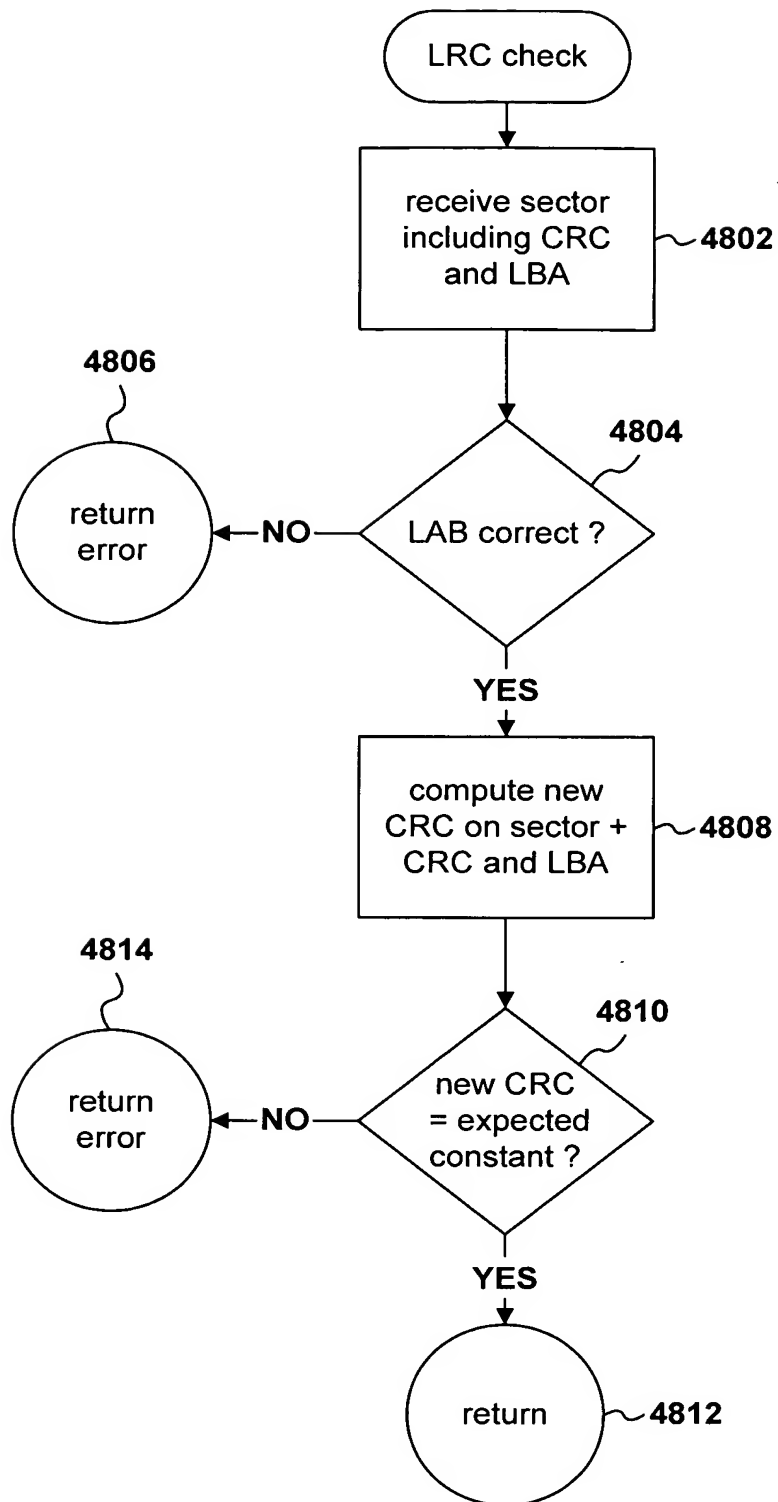 LRC check
receive sector
including CRC
and LBA
4802
4806
4804
return
error
NO
LAB correct ?
YES
compute new
CRC on sector +
CRC and LBA
4808
4814
4810
return
error
NO
new CRC
= expected
constant ?
YES
return
4812